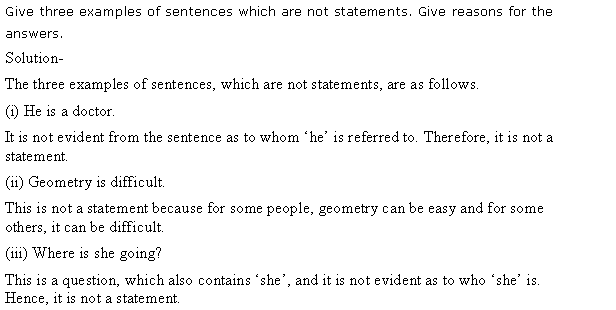 Give three examples of sentences which are not statements. Give reasons for the
answers.
Solution-
The three examples of sentences, which are not statements, are as follows.
(i) He is a doctor.
It is not evident from the sentence as to whom ‘he’ is referred to. Therefore, it is not a
statement.
(ii) Geometry is difficult.
This is not a statement because for some people, geometry can be easy and for some
others, it can be difficult.
(iii) Where is she going?
This is a question, which also contains ‘she’, and it is not evident as to who ‘she’ is.
Hence, it is not a statement.